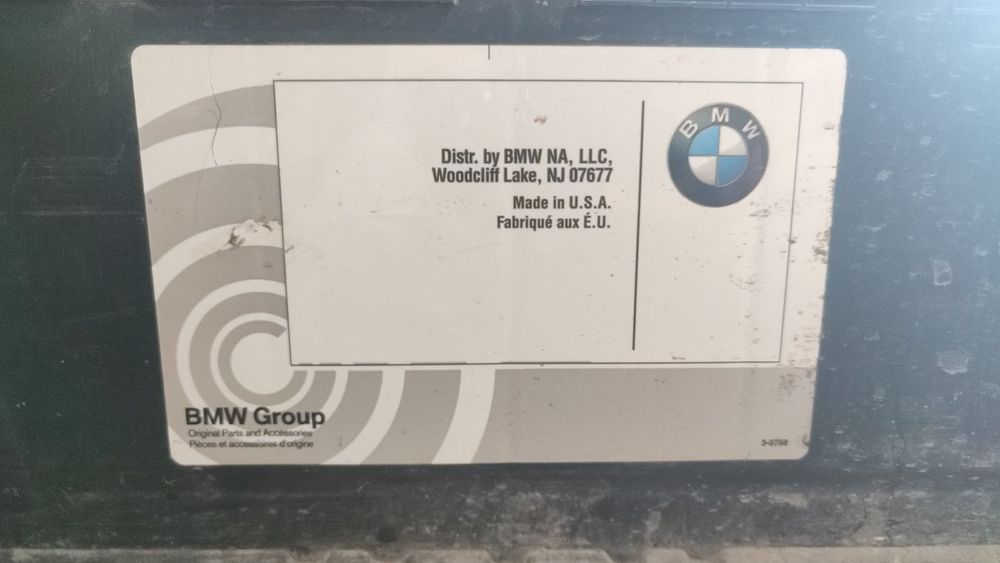 Distr. by BMW NA, LLC,
Woodcliff Lake, NJ 07677
Made in U.S.A.
Fabriqué aux É.U.
BMW
BMW Group
Original Parts and Accessories
Pièces et accessoires d'origine
3-9788